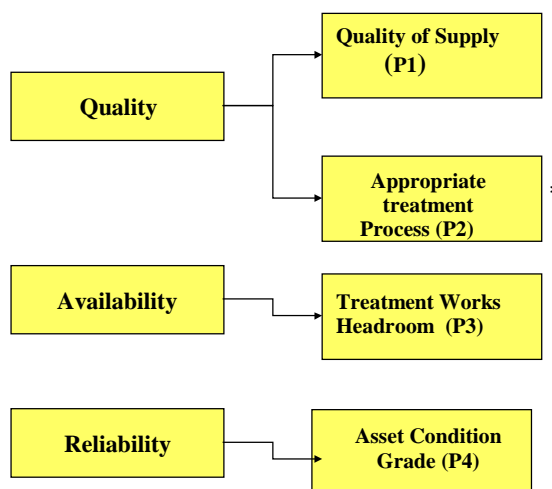 Quality
Quality of Supply
(P1)
Appropriate
treatment
Process (P2)
*
Availability
Treatment Works
Headroom (P3)
Reliability
Asset Condition
Grade (P4)